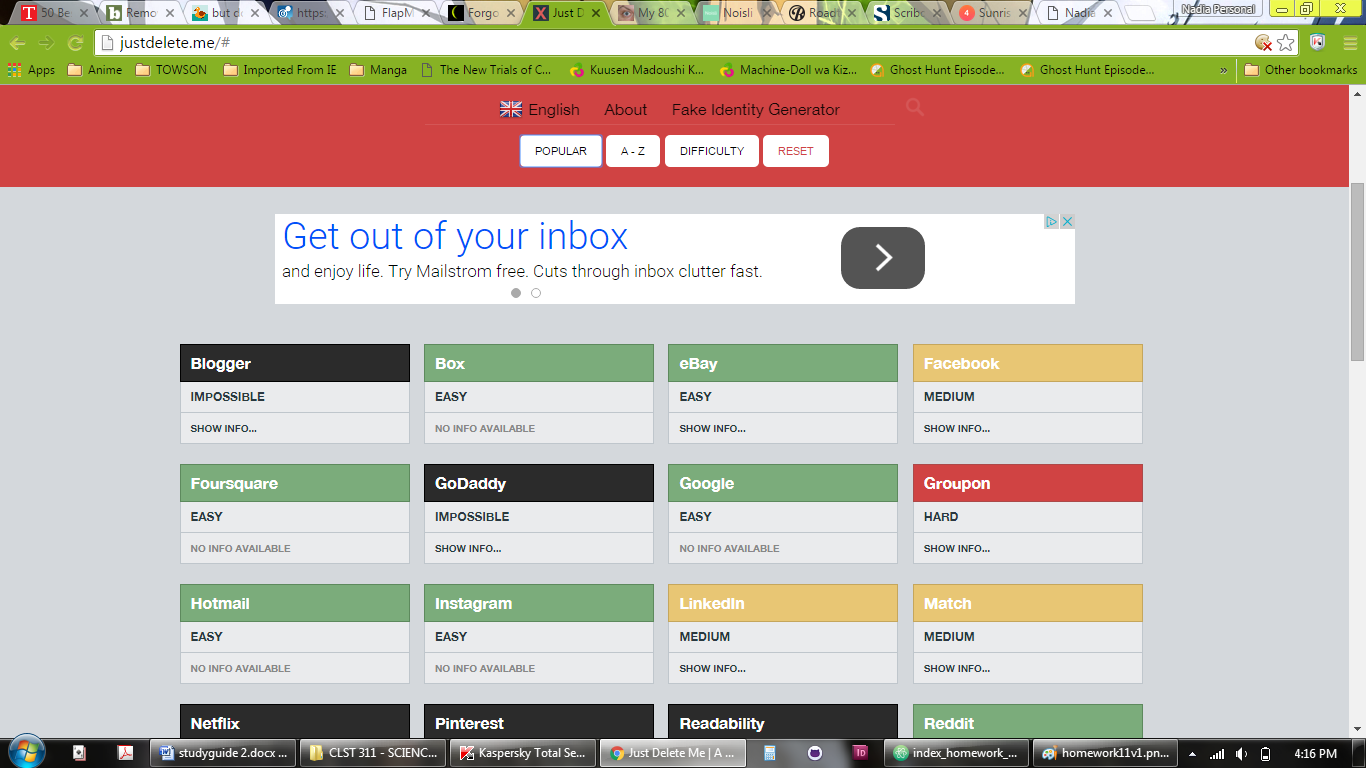 50 Be
Remo
but d
https:
FlapM
Forgo
Just D
My 80
Noisli
Road
Scribd
4 Sunris
Nadia
Nadia Personal
justdelete.me/#
Apps Anime TOWSON Imported From IE Manga The New Trials of C... Kuusen Madoushi K... Machine-Doll wa Kiz... Ghost Hunt Episode... Ghost Hunt Episode... » Other bookmarks
English About Fake Identity Generator
POPULAR A - Z DIFFICULTY RESET
Get out of your inbox
and enjoy life. Try Mailstrom free. Cuts through inbox clutter fast.
Blogger
IMPOSSIBLE
SHOW INFO...
Box
EASY
NO INFO AVAILABLE
eBay
EASY
SHOW INFO...
Facebook
MEDIUM
SHOW INFO...
Foursquare
EASY
NO INFO AVAILABLE
GoDaddy
IMPOSSIBLE
SHOW INFO...
Google
EASY
NO INFO AVAILABLE
Groupon
HARD
SHOW INFO...
Hotmail
EASY
NO INFO AVAILABLE
Instagram
EASY
NO INFO AVAILABLE
LinkedIn
MEDIUM
SHOW INFO...
Match
MEDIUM
SHOW INFO...
Netflix
Pinterest
Readability
Reddit
studyguide 2.docx ... CLST 311 - SCIENC... Kaspersky Total Se... Just Delete Me | A ... index_homework_... homework11v1.pn... 4:16 PM